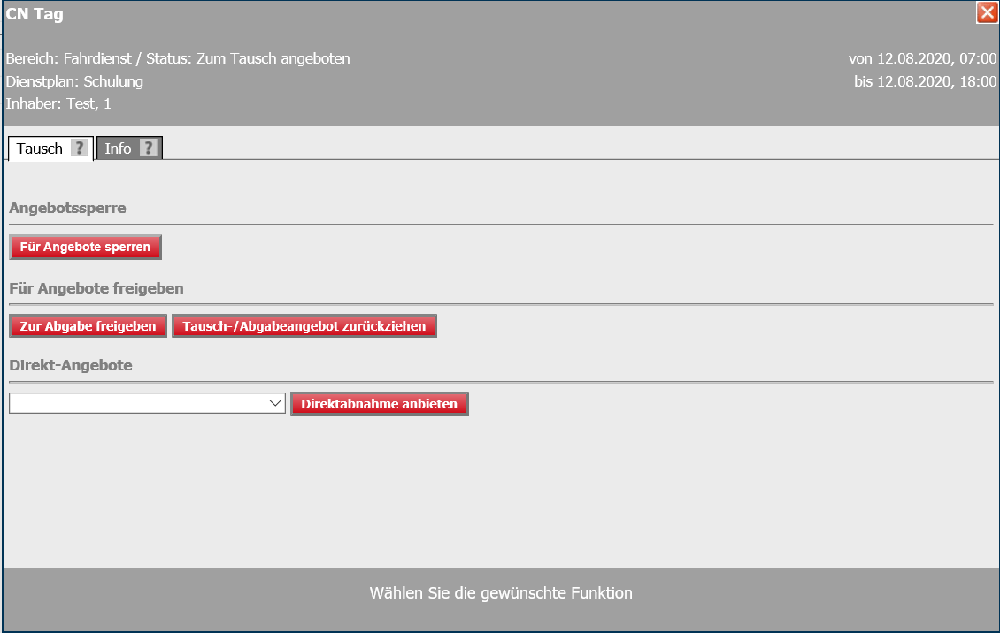 CN Tag
Bereich: Fahrdienst / Status: Zum Tausch angeboten
von 12.08.2020, 07:00
Dienstplan: Schulung
bis 12.08.2020, 18:00
Inhaber: Test, 1
Tausch ?
Info ?
Angebotssperre
Für Angebote sperren
Für Angebote freigeben
Zur Abgabe freigeben
Tausch-/Abgabeangebot zurückziehen
Direkt-Angebote
Direktabnahme anbieten
Wählen Sie die gewünschte Funktion